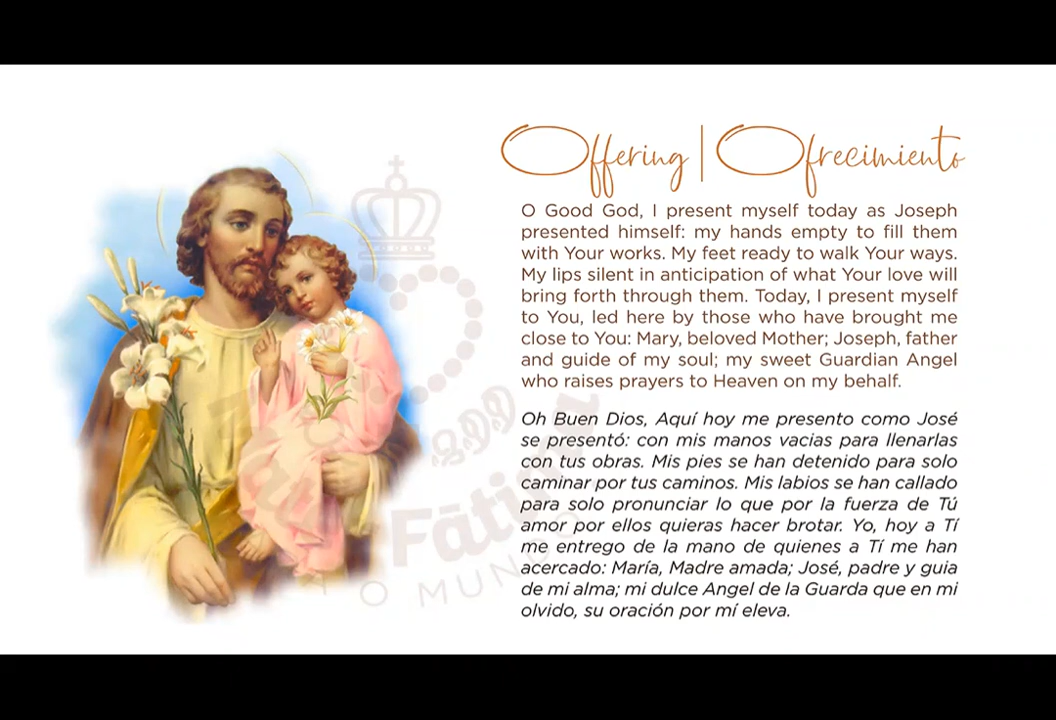 Offering | Ofrecimiento
O Good God, I present myself today as Joseph
presented himself: my hands empty to fill them
with Your works. My feet ready to walk Your ways.
My lips silent in anticipation of what Your love will
bring forth through them. Today, I present myself
to You, led here by those who have brought me
close to You: Mary, beloved Mother; Joseph, father
and guide of my soul; my sweet Guardian Angel
who raises prayers to Heaven on my behalf.
Oh Buen Dios, Aquí hoy me presento como José
se presentó: con mis manos vacias para llenarlas
con tus obras. Mis pies se han detenido para solo
caminar por tus caminos. Mis labios se han callado
para solo pronunciar lo que por la fuerza de Tú
amor por ellos quieras hacer brotar. Yo, hoy a Tí
me entrego de la mano de quienes a Tí me han
acercado: María, Madre amada; José, padre y guia
de mi alma; mi dulce Angel de la Guarda que en mi
olvido, su oración por mí eleva.
Fātima
O MUNDO